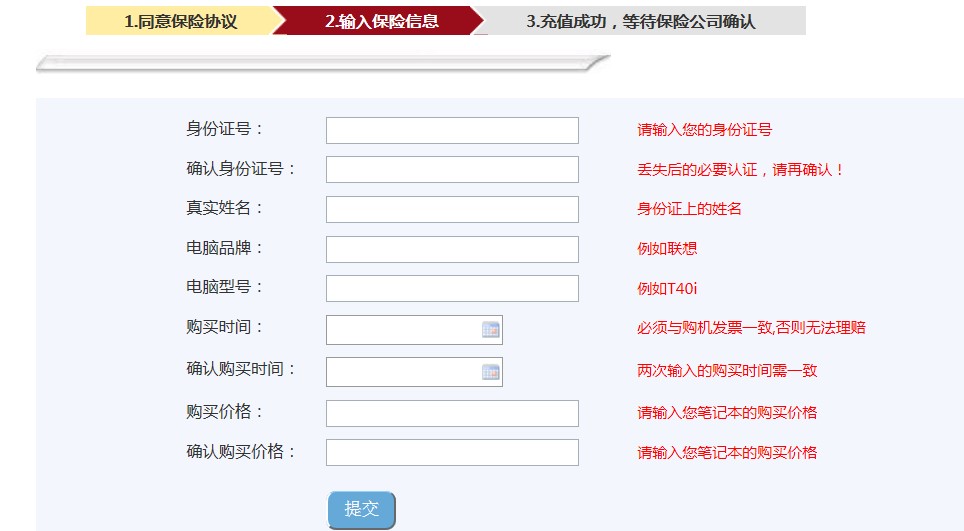 1.同意保险协议 2.输入保险信息 3.充值成功，等待保险公司确认
身份证号： 请输入您的身份证号
确认身份证号： 丢失后的必要认证，请再确认！
真实姓名： 身份证上的姓名
电脑品牌： 例如联想
电脑型号： 例如T40i
购买时间： 必须与购机发票一致,否则无法理赔
确认购买时间： 两次输入的购买时间需一致
购买价格： 请输入您笔记本的购买价格
确认购买价格： 请输入您笔记本的购买价格
提交